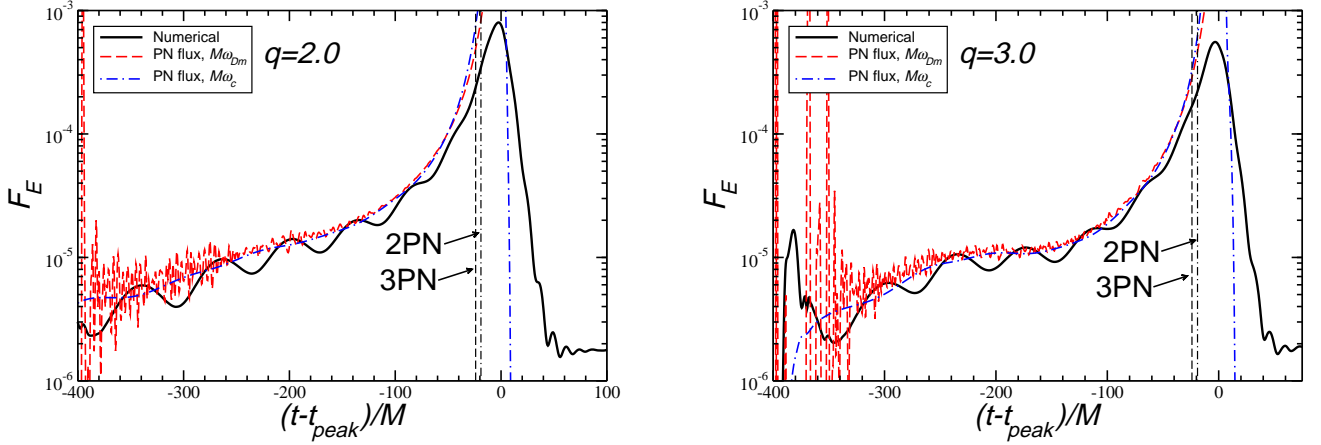 10^-3
Numerical
PN flux, Mω_Dm
PN flux, Mω_c
q=2.0
10^-4
F_E
2PN
10^-5
3PN
10^-6
-400 -300 -200 -100 0 100
(t-t_peak)/M
10^-3
Numerical
PN flux, Mω_Dm
PN flux, Mω_c
q=3.0
10^-4
F_E
2PN
10^-5
3PN
10^-6
-400 -300 -200 -100 0
(t-t_peak)/M